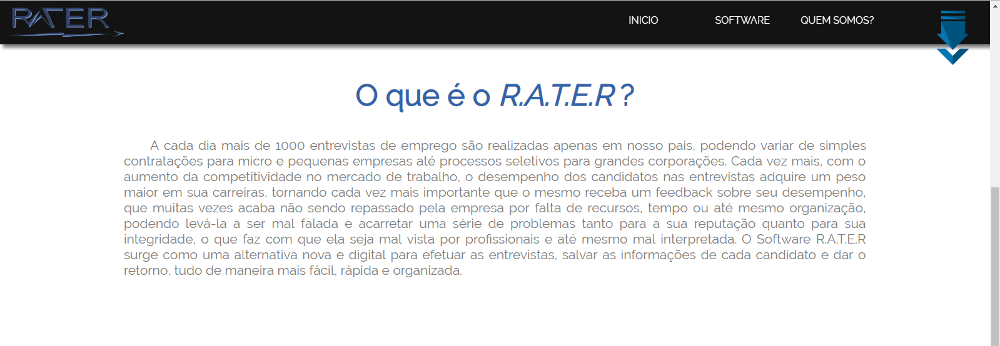 RATER
INICIO SOFTWARE QUEM SOMOS?
O que é o R.A.T.E.R ?
A cada dia mais de 1000 entrevistas de emprego são realizadas apenas em nosso país, podendo variar de simples
contratações para micro e pequenas empresas até processos seletivos para grandes corporações. Cada vez mais, com o
aumento da competitividade no mercado de trabalho, o desempenho dos candidatos nas entrevistas adquire um peso
maior em sua carreiras, tornando cada vez mais importante que o mesmo receba um feedback sobre seu desempenho,
que muitas vezes acaba não sendo repassado pela empresa por falta de recursos, tempo ou até mesmo organização,
podendo levá-la a ser mal falada e acarretar uma série de problemas tanto para a sua reputação quanto para sua
integridade, o que faz com que ela seja mal vista por profissionais e até mesmo mal interpretada. O Software R.A.T.E.R
surge como uma alternativa nova e digital para efetuar as entrevistas, salvar as informações de cada candidato e dar o
retorno, tudo de maneira mais fácil, rápida e organizada.